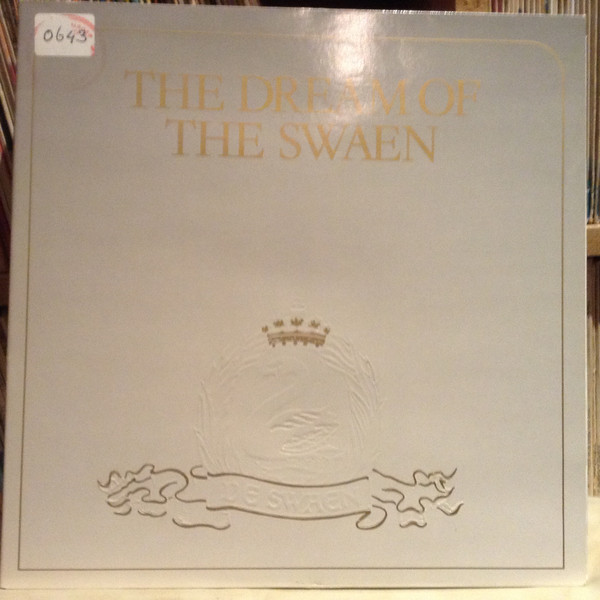 0643-
THE DREAM OF
THE SWAEN
DE SWAEN